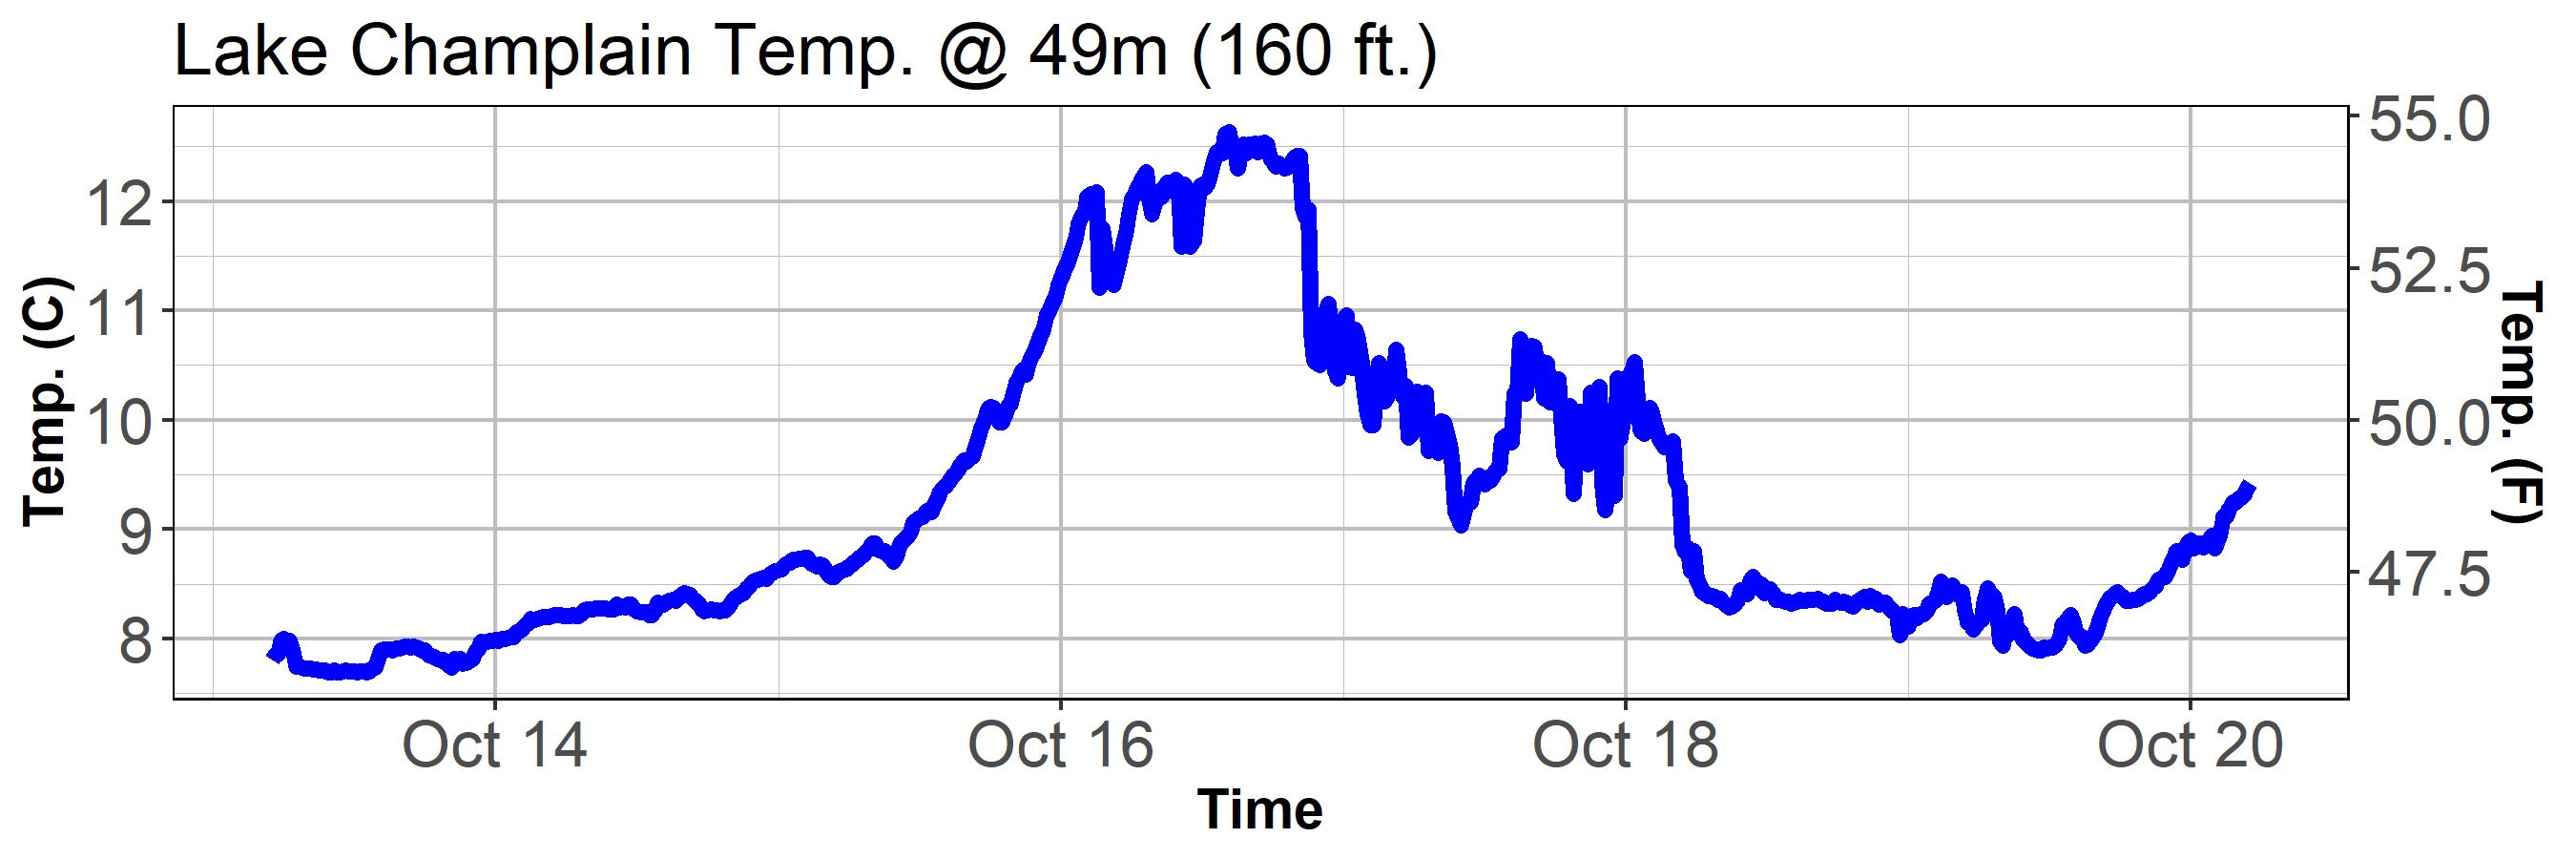 Lake Champlain Temp. @ 49m (160 ft.)
Temp. (C)
12
11
10
9
8
55.0
52.5
50.0
47.5
Temp. (F)
Oct 14 Oct 16 Oct 18 Oct 20
Time